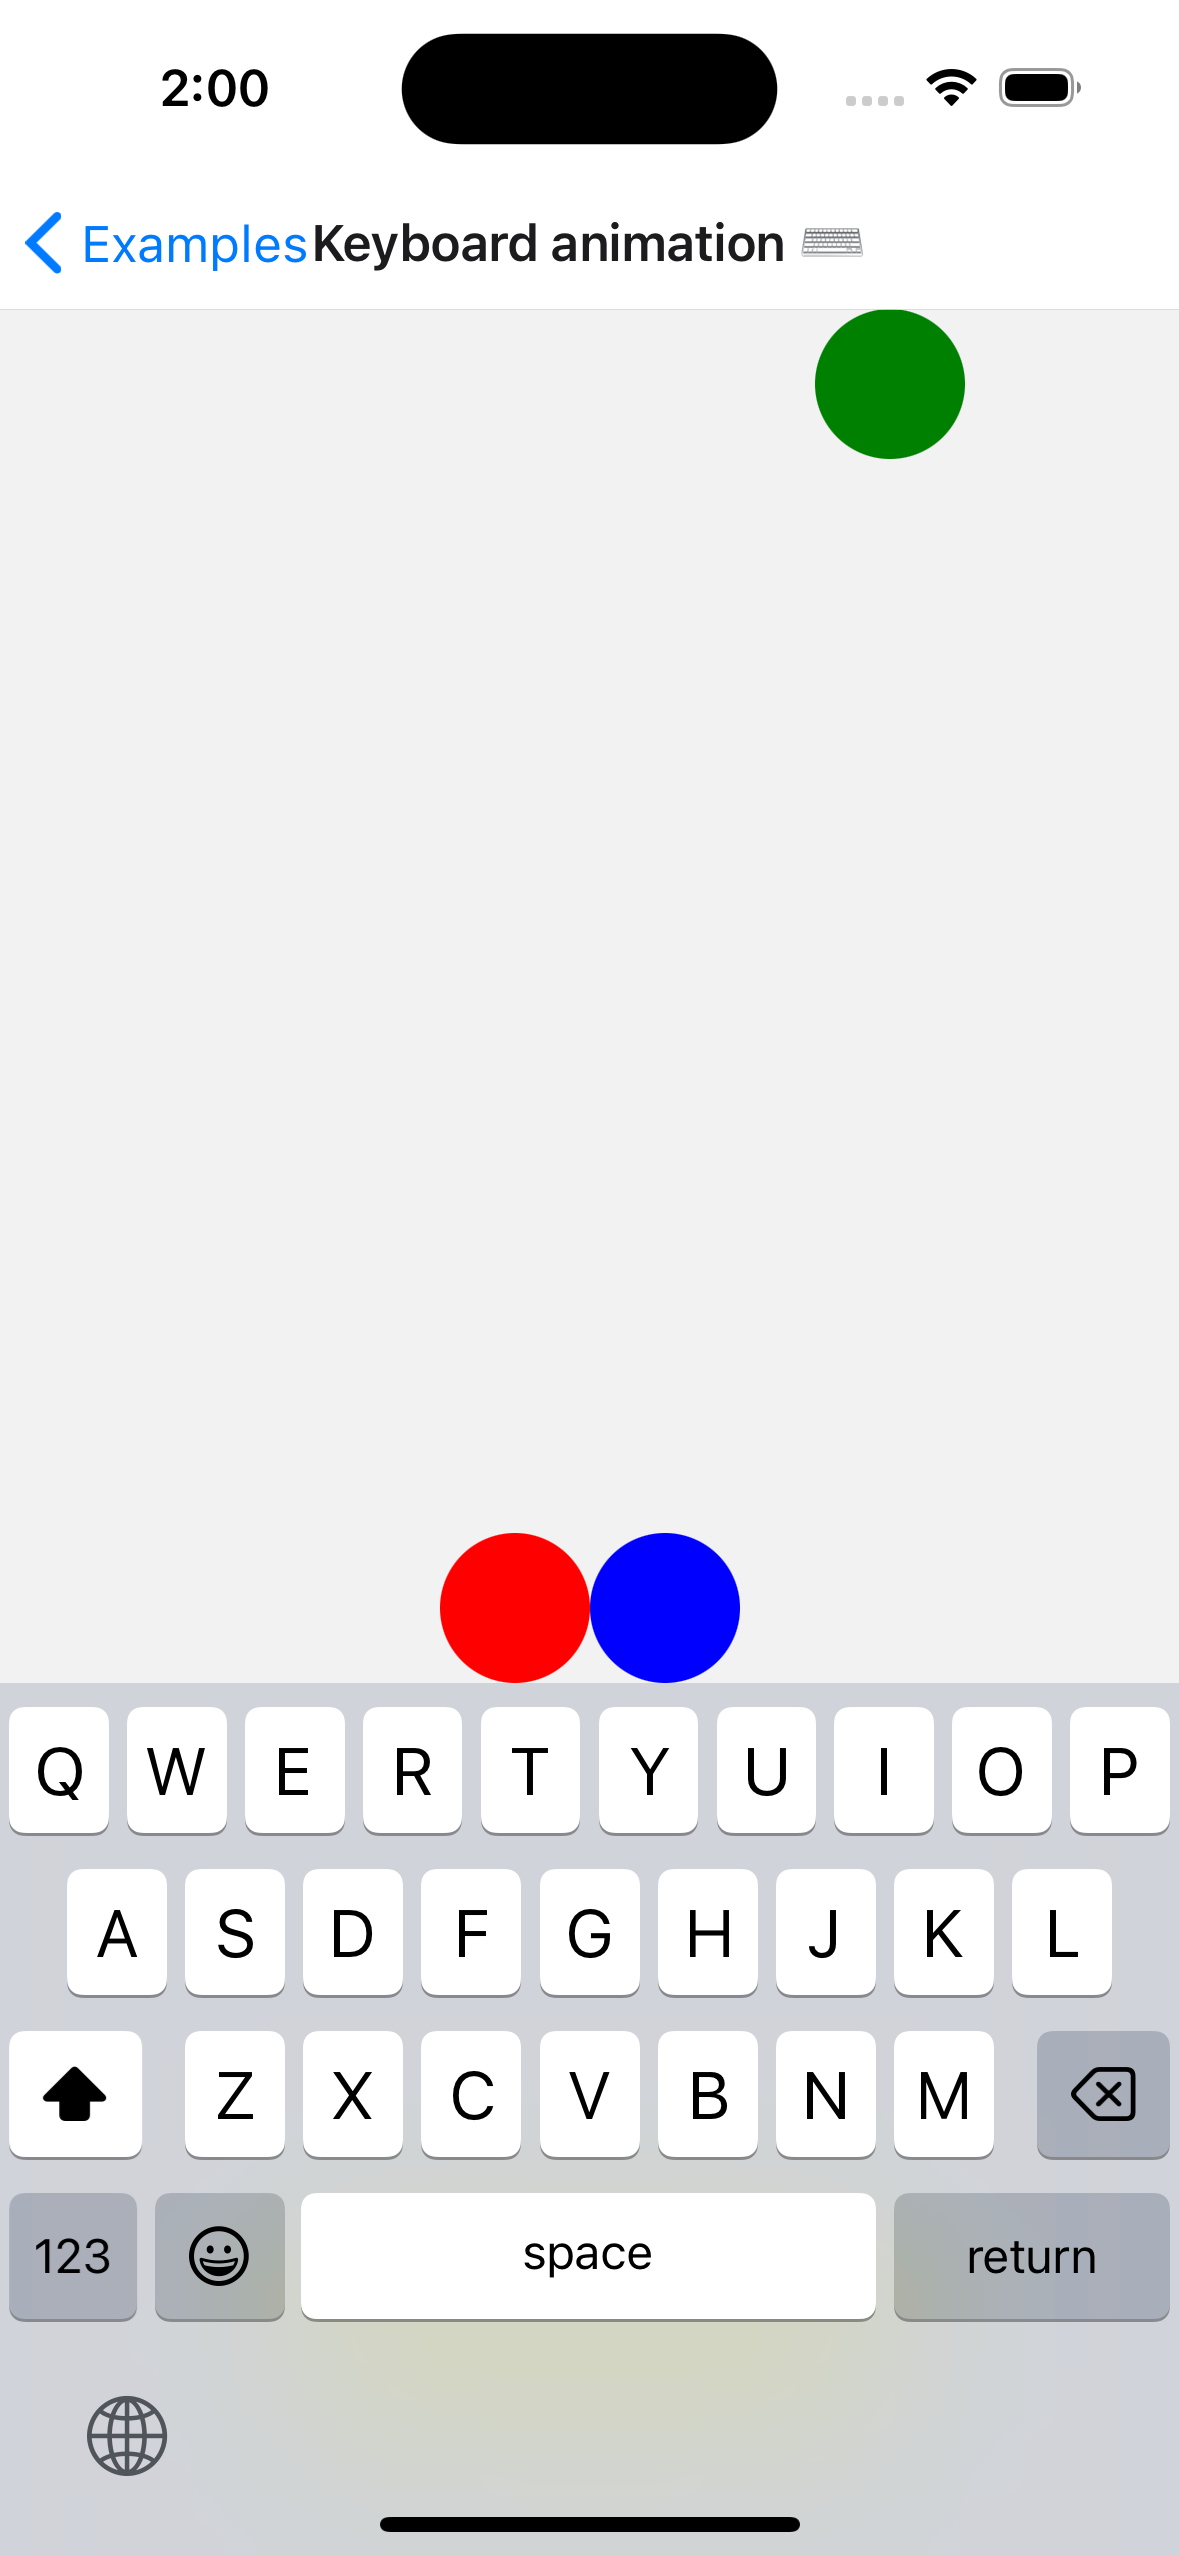 2:00
Examples Keyboard animation ⌨️
Q W E R T Y U I O P
A S D F G H J K L
Z X C V B N M
123 space return